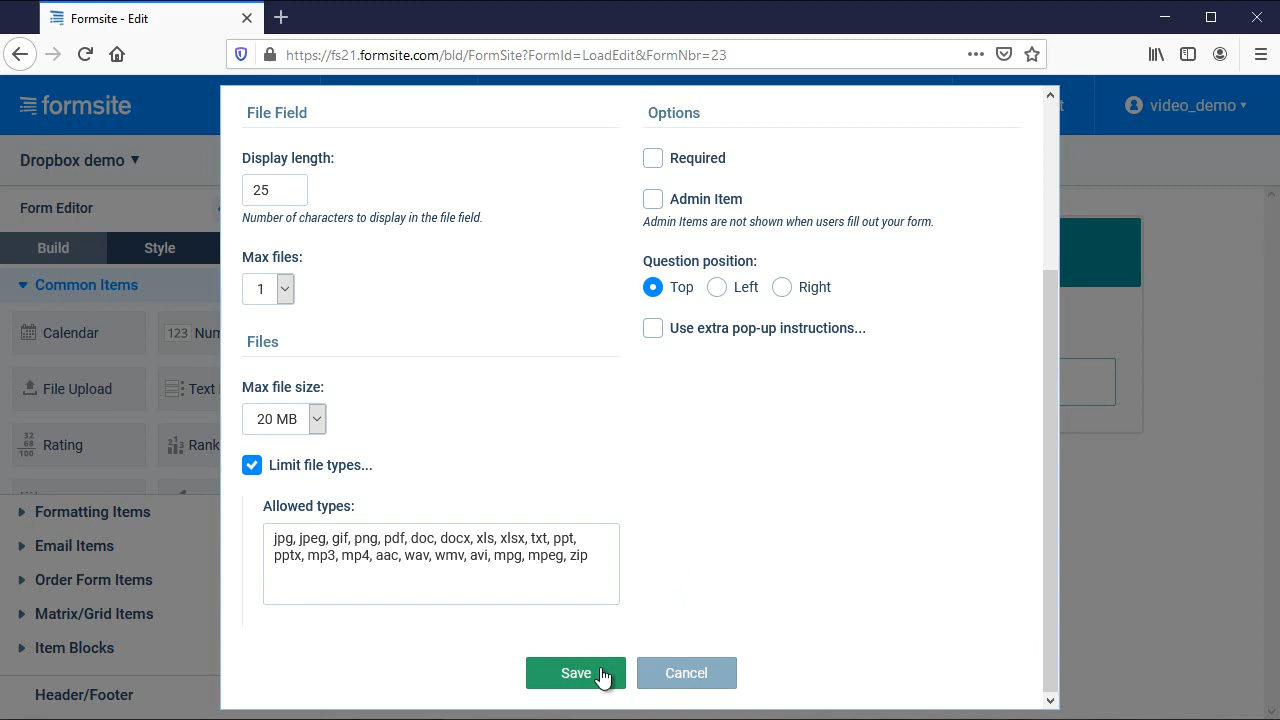 Formsite - Edit
https://fs21.formsite.com/bld/FormSite?FormId=LoadEdit&FormNbr=23
formsite
video_demo
Dropbox demo
Form Editor
Build Style
Common Items
Calendar
123
File Upload
Text
Rating
Formatting Items
Email Items
Order Form Items
Matrix/Grid Items
Item Blocks
Header/Footer
File Field
Display length:
25
Number of characters to display in the file field.
Max files:
1
Files
Max file size:
20 MB
Limit file types...
Allowed types:
jpg, jpeg, gif, png, pdf, doc, docx, xls, xlsx, txt, ppt,
pptx, mp3, mp4, aac, wav, wmv, avi, mpg, mpeg, zip
Options
Required
Admin Item
Admin Items are not shown when users fill out your form.
Question position:
Top Left Right
Use extra pop-up instructions...
Save Cancel